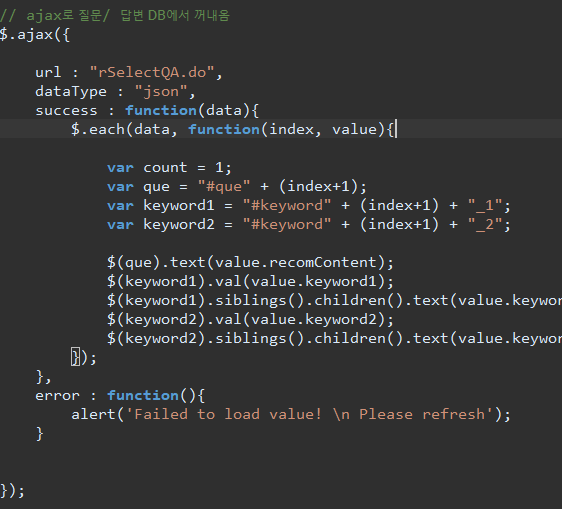 // ajax로 질문/ 답변 DB에서 꺼내옴
$.ajax({
url : "rSelectQA.do",
dataType : "json",
success : function(data){
$.each(data, function(index, value){
var count = 1;
var que = "#que" + (index+1);
var keyword1 = "#keyword" + (index+1) + "_1";
var keyword2 = "#keyword" + (index+1) + "_2";
$(que).text(value.recomContent);
$(keyword1).val(value.keyword1);
$(keyword1).siblings().children().text(value.keywor
$(keyword2).val(value.keyword2);
$(keyword2).siblings().children().text(value.keywor
});
},
error : function(){
alert('Failed to load value! \n Please refresh');
}
});